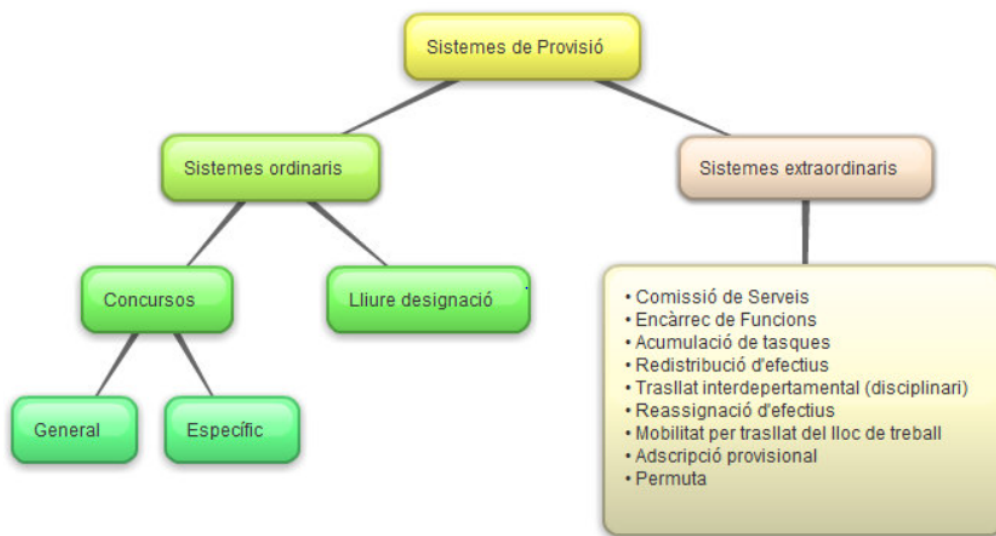 Sistemes de Provisió
Sistemes ordinaris
Sistemes extraordinaris
Concursos
Lliure designació
General
Específic
• Comissió de Serveis
• Encàrrec de Funcions
• Acumulació de tasques
• Redistribució d'efectius
• Trasllat interdepertamental (disciplinari)
• Reassignació d'efectius
• Mobilitat per trasllat del lloc de treball
• Adscripció provisional
• Permuta